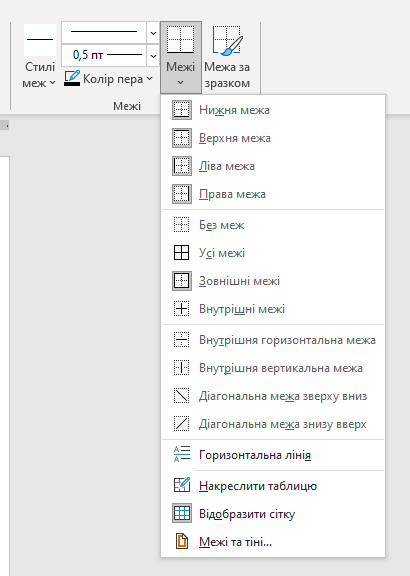 Стилі
меж
0,5 пт
Колір пера
Межі
Межа за
зразком
Межі
Нижня межа
Верхня межа
Ліва межа
Права межа
Без меж
Усі межі
Зовнішні межі
Внутрішні межі
Внутрішня горизонтальна межа
Внутрішня вертикальна межа
Діагональна межа зверху вниз
Діагональна межа знизу вверх
Горизонтальна лінія
Накреслити таблицю
Відобразити сітку
Межі та тіні...